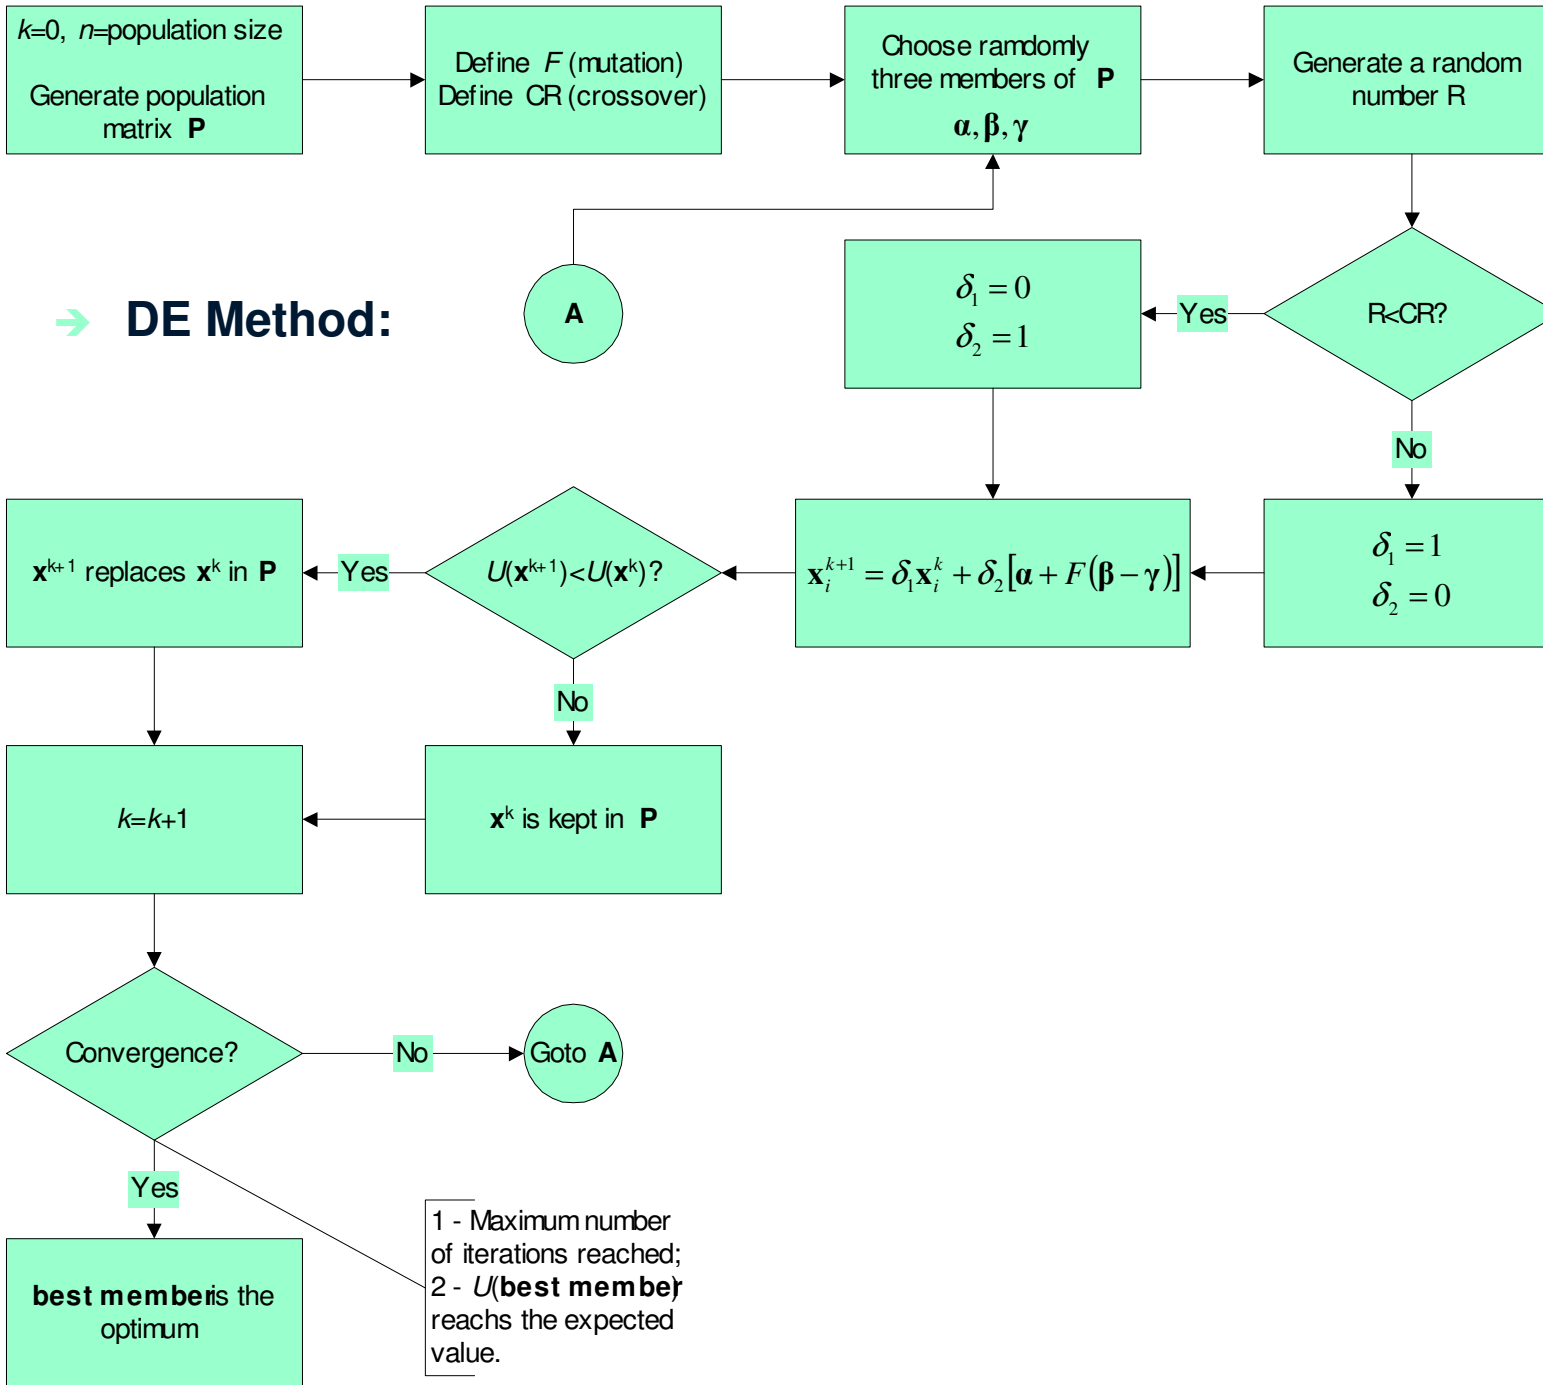 k=0, n=population size
Generate population
matrix P
Define F (mutation)
Define CR (crossover)
Choose ramdomly
three members of P
α, β, γ
Generate a random
number R
→ DE Method:
A
δ₁ = 0
δ₂ = 1
Yes
R<CR?
No
x^{k+1} replaces x^k in P
Yes
U(x^{k+1})<U(x^k)?
x_i^{k+1} = δ₁x_i^k + δ₂[α + F(β − γ)]
δ₁ = 1
δ₂ = 0
No
k=k+1
x^k is kept in P
Convergence?
No
Goto A
Yes
best member is the
optimum
1 - Maximum number
of iterations reached;
2 - U(best member)
reachs the expected
value.